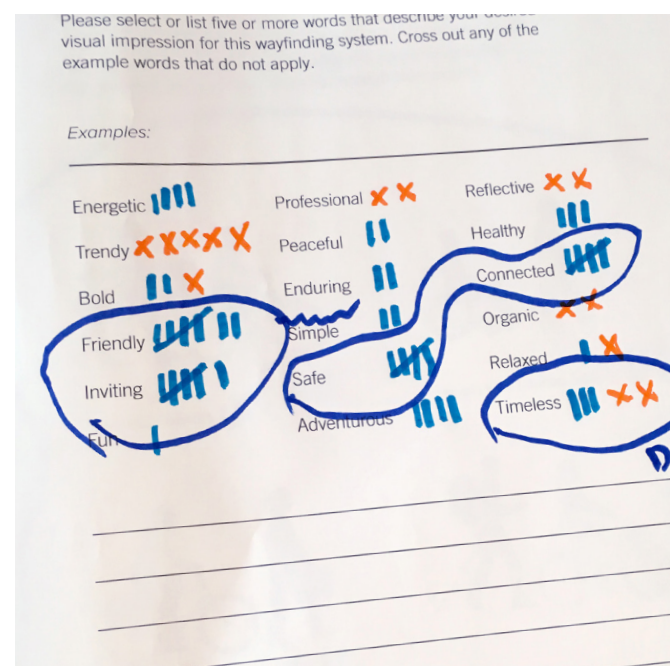 Please select or list five or more words that describe your desired
visual impression for this wayfinding system. Cross out any of the
example words that do not apply.
Examples:
Energetic
Trendy
Bold
Friendly
Inviting
Fun
Professional
Peaceful
Enduring
Simple
Safe
Adventurous
Reflective
Healthy
Connected
Organic
Relaxed
Timeless
D